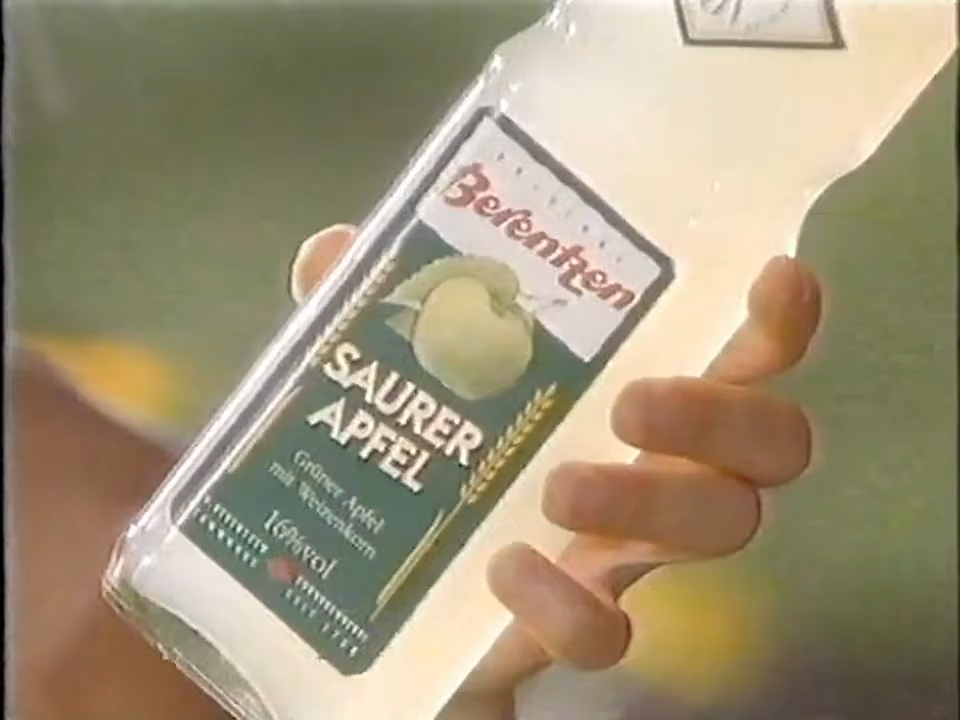 Berentzen
SAURER
APFEL
Grüner Apfel
mit Weizenkorn
16%vol